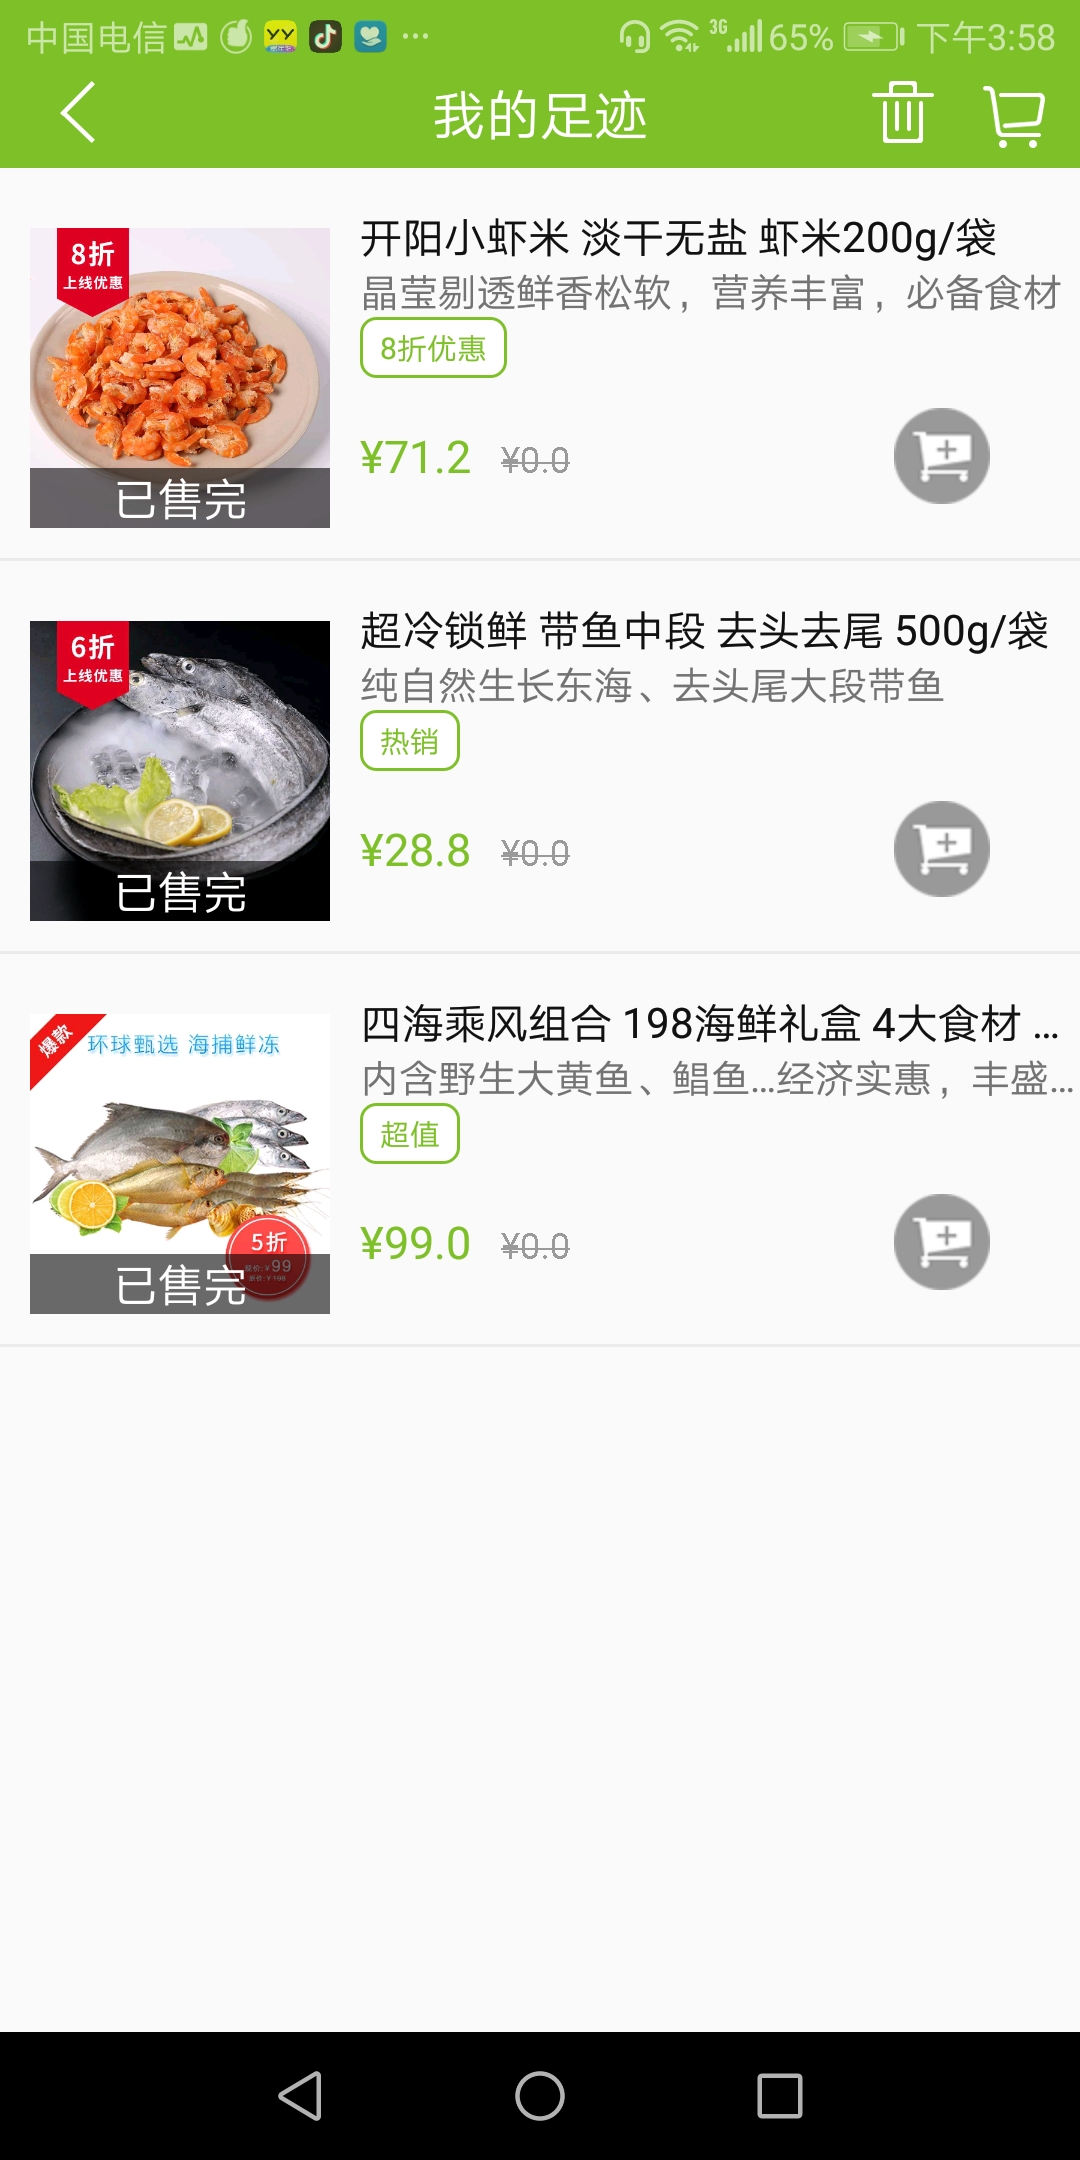 中国电信 YY ... 3G 65% 下午3:58
我的足迹
8折
上线优惠
已售完
开阳小虾米 淡干无盐 虾米200g/袋
晶莹剔透鲜香松软，营养丰富，必备食材
8折优惠
¥71.2 ¥0.0
6折
上线优惠
已售完
超冷锁鲜 带鱼中段 去头去尾 500g/袋
纯自然生长东海、去头尾大段带鱼
热销
¥28.8 ¥0.0
爆款
环球甄选 海捕鲜冻
5折
现价:¥99
原价:¥198
已售完
四海乘风组合 198海鲜礼盒 4大食材 ...
内含野生大黄鱼、鲳鱼...经济实惠，丰盛...
超值
¥99.0 ¥0.0